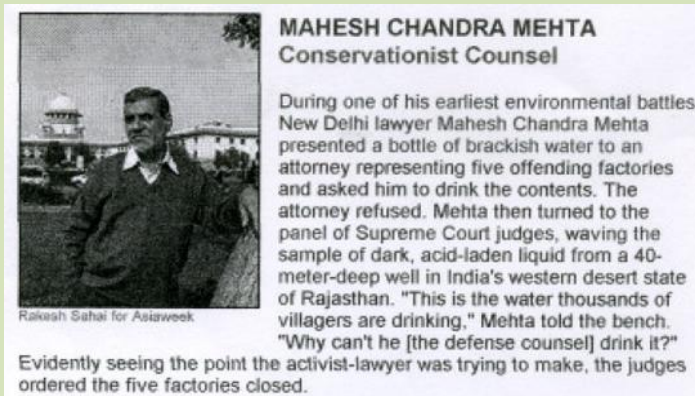 MAHESH CHANDRA MEHTA
Conservationist Counsel
During one of his earliest environmental battles
New Delhi lawyer Mahesh Chandra Mehta
presented a bottle of brackish water to an
attorney representing five offending factories
and asked him to drink the contents. The
attorney refused. Mehta then turned to the
panel of Supreme Court judges, waving the
sample of dark, acid-laden liquid from a 40-
meter-deep well in India's western desert state
of Rajasthan. "This is the water thousands of
villagers are drinking," Mehta told the bench.
"Why can't he [the defense counsel] drink it?"
Rakesh Sahai for Asiaweek
Evidently seeing the point the activist-lawyer was trying to make, the judges
ordered the five factories closed.